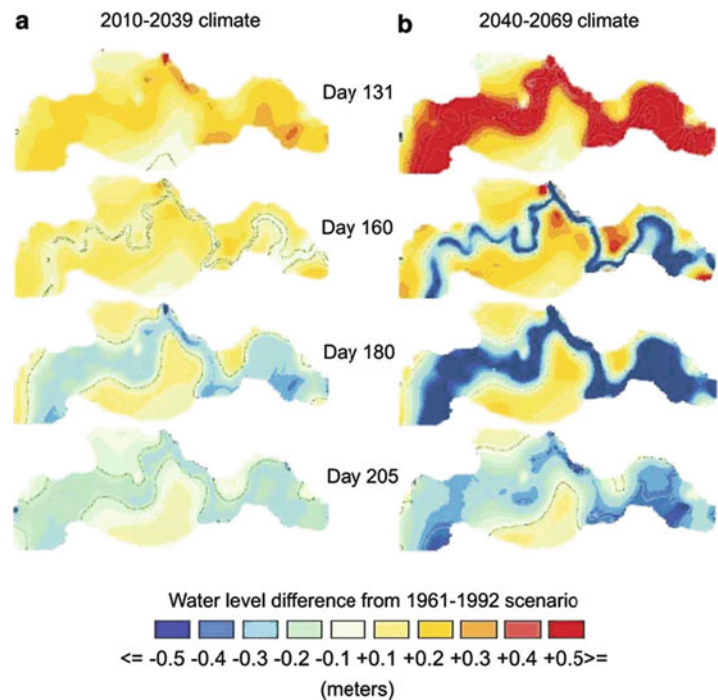 a
2010-2039 climate
b
2040-2069 climate
Day 131
Day 160
Day 180
Day 205
Water level difference from 1961-1992 scenario
<= -0.5 -0.4 -0.3 -0.2 -0.1 +0.1 +0.2 +0.3 +0.4 +0.5>=
(meters)